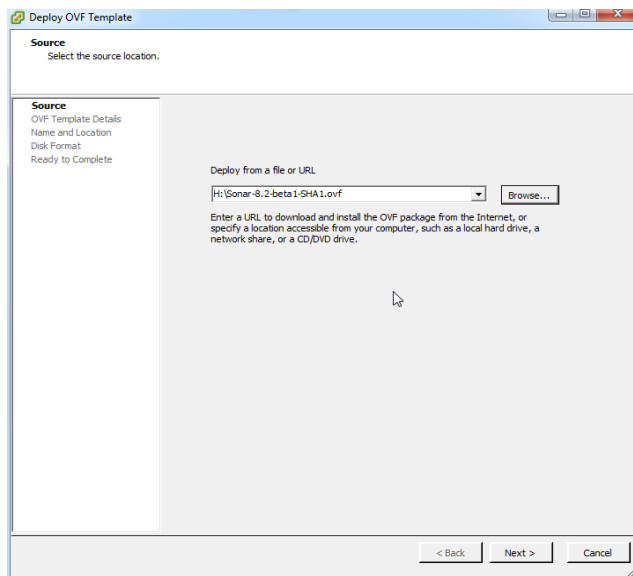 Deploy OVF Template
Source
Select the source location.
Source
OVF Template Details
Name and Location
Disk Format
Ready to Complete
Deploy from a file or URL
H:\Sonar-8.2-beta1-SHA1.ovf
Browse...
Enter a URL to download and install the OVF package from the Internet, or
specify a location accessible from your computer, such as a local hard drive, a
network share, or a CD/DVD drive.
< Back
Next >
Cancel